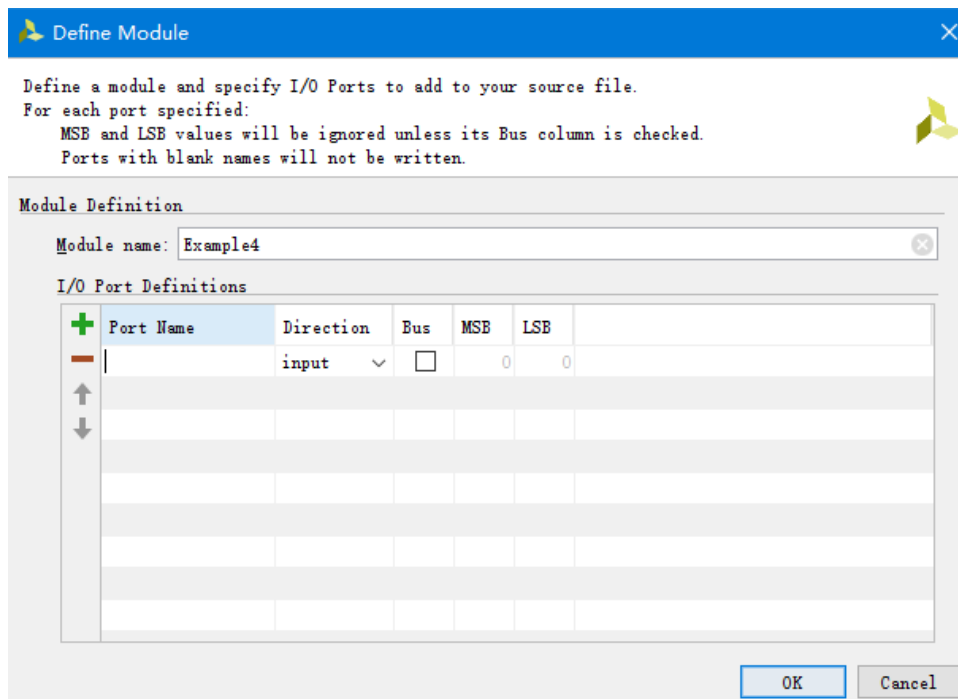 Define Module
Define a module and specify I/O Ports to add to your source file.
For each port specified:
MSB and LSB values will be ignored unless its Bus column is checked.
Ports with blank names will not be written.
Module Definition
Module name: Example4
I/O Port Definitions
Port Name Direction Bus MSB LSB
input 0 0
OK Cancel